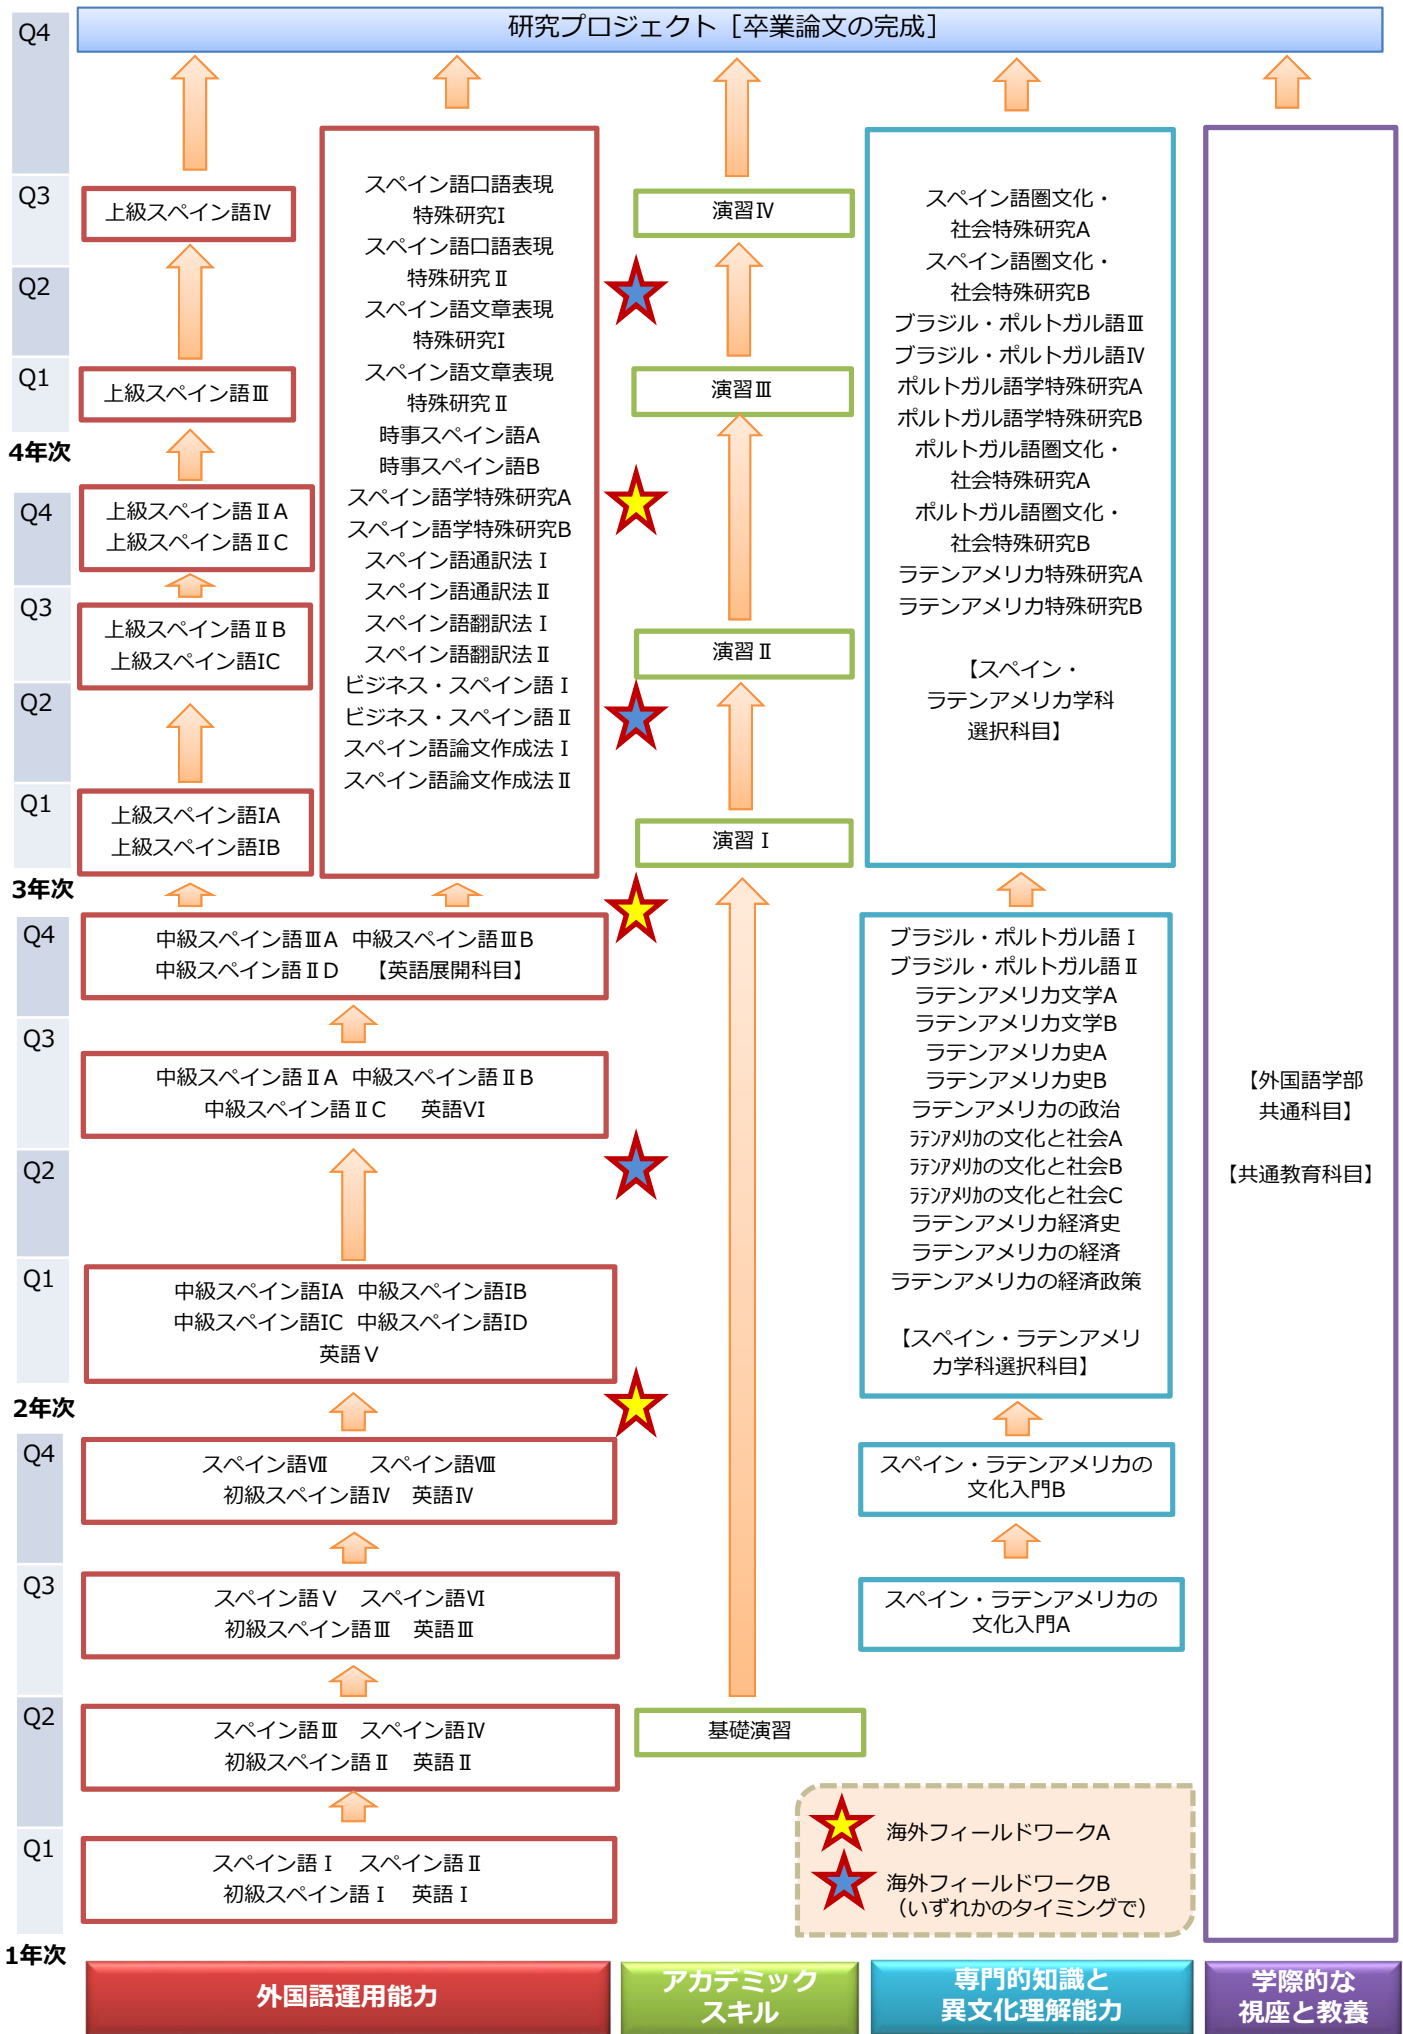 Q4
研究プロジェクト［卒業論文の完成］
Q3
Q2
Q1
4年次
Q4
Q3
Q2
Q1
3年次
Q4
Q3
Q2
Q1
2年次
Q4
Q3
Q2
Q1
1年次
上級スペイン語Ⅳ
上級スペイン語Ⅲ
上級スペイン語ⅡA
上級スペイン語ⅡC
上級スペイン語ⅡB
上級スペイン語IC
上級スペイン語IA
上級スペイン語IB
スペイン語口語表現
特殊研究I
スペイン語口語表現
特殊研究Ⅱ
スペイン語文章表現
特殊研究I
スペイン語文章表現
特殊研究Ⅱ
時事スペイン語A
時事スペイン語B
スペイン語学特殊研究A
スペイン語学特殊研究B
スペイン語通訳法Ⅰ
スペイン語通訳法Ⅱ
スペイン語翻訳法Ⅰ
スペイン語翻訳法Ⅱ
ビジネス・スペイン語Ⅰ
ビジネス・スペイン語Ⅱ
スペイン語論文作成法Ⅰ
スペイン語論文作成法Ⅱ
中級スペイン語ⅢA 中級スペイン語ⅢB
中級スペイン語ⅡD 【英語展開科目】
中級スペイン語ⅡA 中級スペイン語ⅡB
中級スペイン語ⅡC 英語VI
中級スペイン語IA 中級スペイン語IB
中級スペイン語IC 中級スペイン語ID
英語Ⅴ
スペイン語Ⅶ スペイン語Ⅷ
初級スペイン語Ⅳ 英語Ⅳ
スペイン語Ⅴ スペイン語Ⅵ
初級スペイン語Ⅲ 英語Ⅲ
スペイン語Ⅲ スペイン語Ⅳ
初級スペイン語Ⅱ 英語Ⅱ
スペイン語Ⅰ スペイン語Ⅱ
初級スペイン語Ⅰ 英語Ⅰ
演習Ⅳ
演習Ⅲ
演習Ⅱ
演習Ⅰ
基礎演習
スペイン語圏文化・
社会特殊研究A
スペイン語圏文化・
社会特殊研究B
ブラジル・ポルトガル語Ⅲ
ブラジル・ポルトガル語Ⅳ
ポルトガル語学特殊研究A
ポルトガル語学特殊研究B
ポルトガル語圏文化・
社会特殊研究A
ポルトガル語圏文化・
社会特殊研究B
ラテンアメリカ特殊研究A
ラテンアメリカ特殊研究B
【スペイン・
ラテンアメリカ学科
選択科目】
ブラジル・ポルトガル語Ⅰ
ブラジル・ポルトガル語Ⅱ
ラテンアメリカ文学A
ラテンアメリカ文学B
ラテンアメリカ史A
ラテンアメリカ史B
ラテンアメリカの政治
ﾗﾃﾝｱﾒﾘｶの文化と社会A
ﾗﾃﾝｱﾒﾘｶの文化と社会B
ﾗﾃﾝｱﾒﾘｶの文化と社会C
ラテンアメリカ経済史
ラテンアメリカの経済
ラテンアメリカの経済政策
【スペイン・ラテンアメリ
カ学科選択科目】
スペイン・ラテンアメリカの
文化入門B
スペイン・ラテンアメリカの
文化入門A
【外国語学部
共通科目】
【共通教育科目】
海外フィールドワークA
海外フィールドワークB
（いずれかのタイミングで）
外国語運用能力
アカデミック
スキル
専門的知識と
異文化理解能力
学際的な
視座と教養